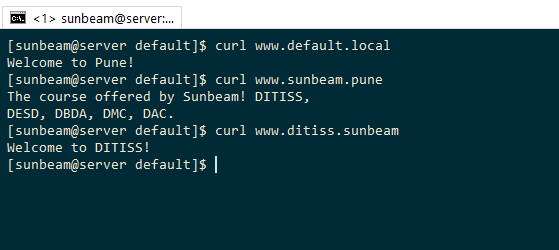 <1> sunbeam@server:...
[sunbeam@server default]$ curl www.default.local
Welcome to Pune!
[sunbeam@server default]$ curl www.sunbeam.pune
The course offered by Sunbeam! DITISS,
DESD, DBDA, DMC, DAC.
[sunbeam@server default]$ curl www.ditiss.sunbeam
Welcome to DITISS!
[sunbeam@server default]$